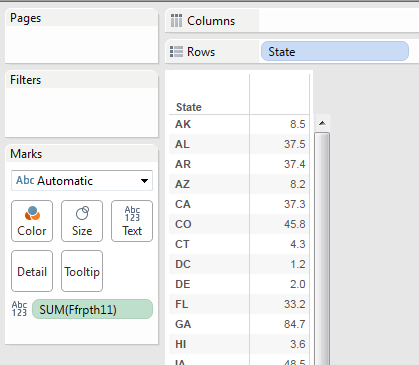 Pages
Columns
Rows
State
Filters
Marks
Abc Automatic
Color
Size
Abc
123
Text
Detail
Tooltip
Abc
123
SUM(Ffrpth11)
State
AK 8.5
AL 37.5
AR 37.4
AZ 8.2
CA 37.3
CO 45.8
CT 4.3
DC 1.2
DE 2.0
FL 33.2
GA 84.7
HI 3.6
IA 48.5